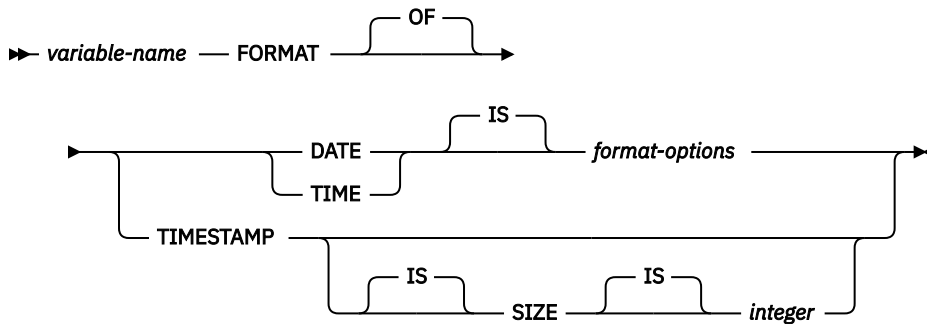 OF
variable-name FORMAT
IS
DATE format-options
TIME
TIMESTAMP
IS IS
SIZE integer